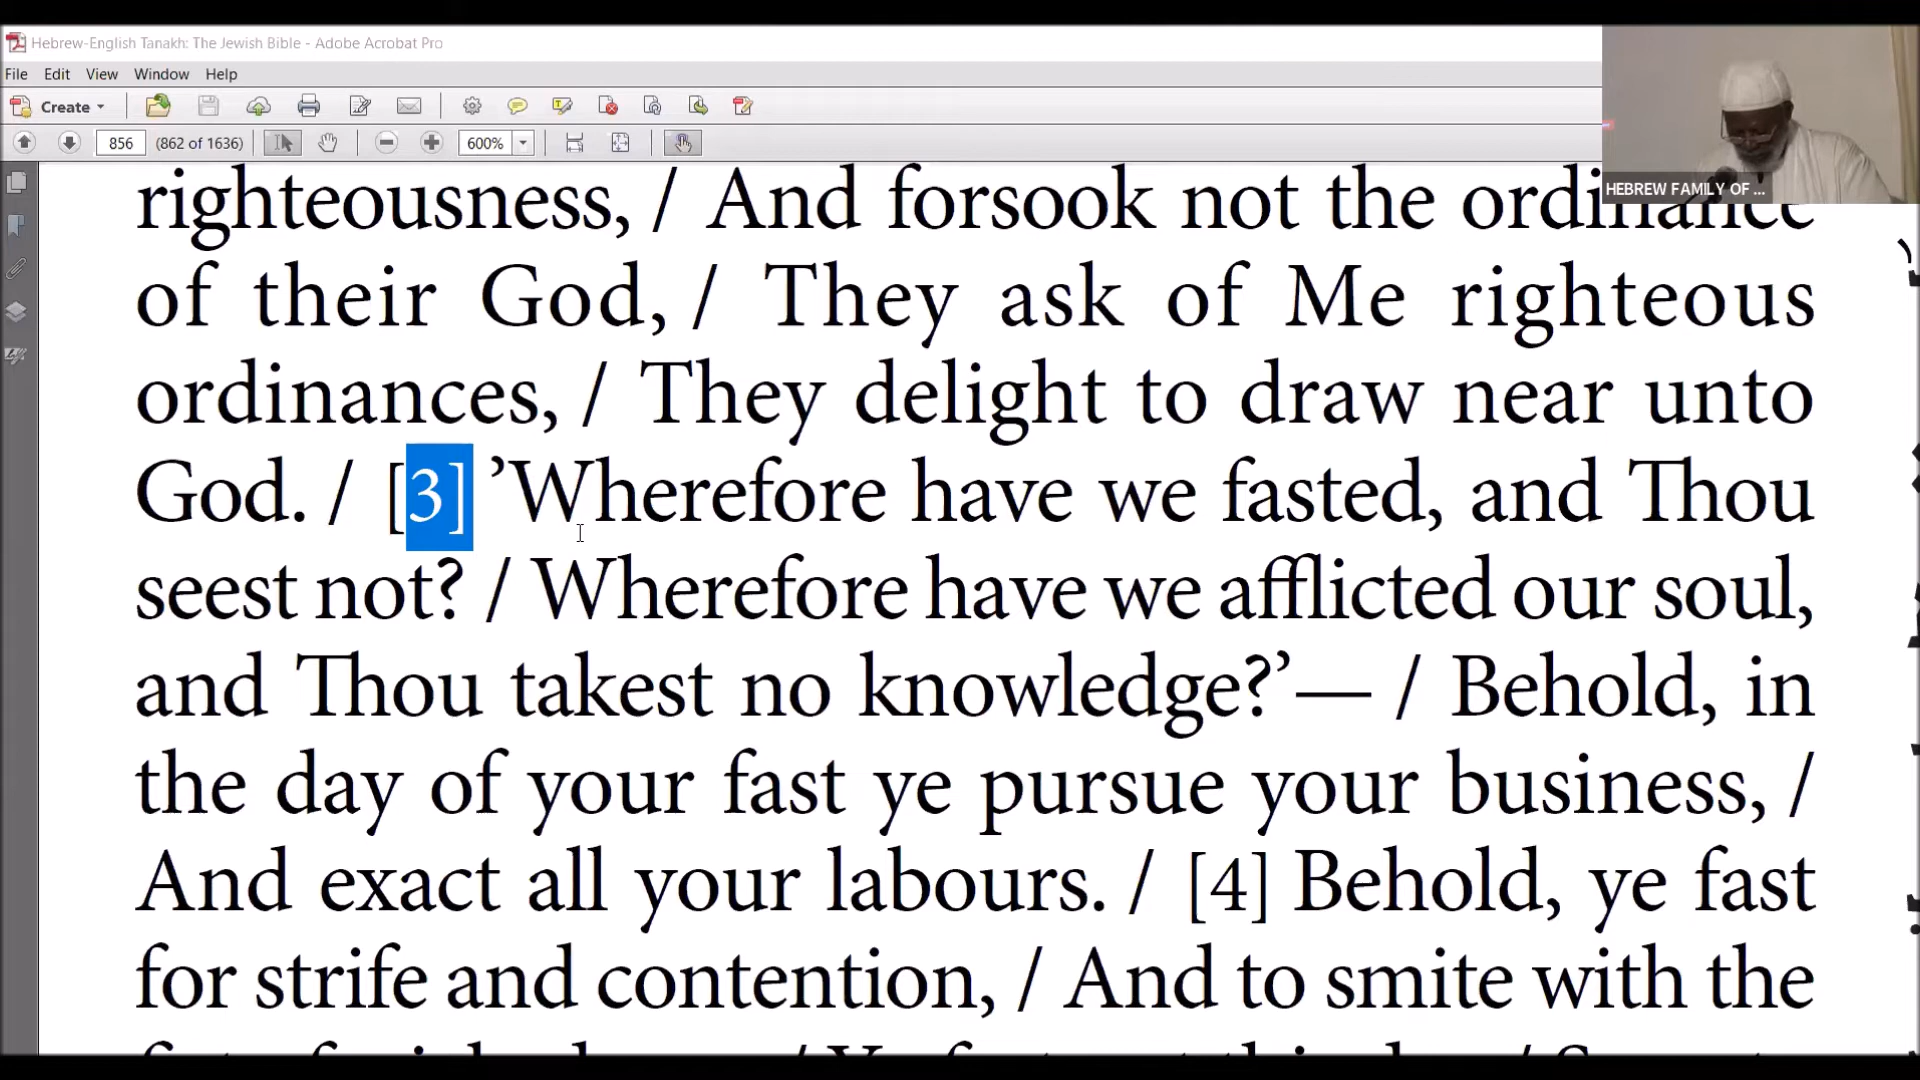 Hebrew-English Tanakh: The Jewish Bible - Adobe Acrobat Pro
File Edit View Window Help
Create
856 (862 of 1636) 600%
HEBREW FAMILY OF ...
righteousness, / And forsook not the ordinance
of their God, / They ask of Me righteous
ordinances, / They delight to draw near unto
God. / [3] ’Wherefore have we fasted, and Thou
seest not? / Wherefore have we afflicted our soul,
and Thou takest no knowledge?’— / Behold, in
the day of your fast ye pursue your business, /
And exact all your labours. / [4] Behold, ye fast
for strife and contention, / And to smite with the